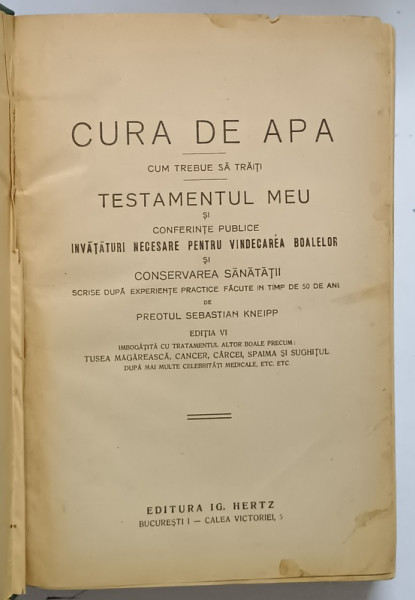 CURA DE APA
CUM TREBUE SĂ TRĂIȚI
TESTAMENTUL MEU
ȘI
CONFERINȚE PUBLICE
INVĂȚĂTURI NECESARE PENTRU VINDECAREA BOALELOR
ȘI
CONSERVAREA SĂNĂTĂȚII
SCRISE DUPĂ EXPERIENȚE PRACTICE FĂCUTE IN TIMP DE 50 DE ANI
DE
PREOTUL SEBASTIAN KNEIPP
EDIȚIA VI
IMBOGĂȚITĂ CU TRATAMENTUL ALTOR BOALE PRECUM:
TUSEA MAGĂREASCĂ, CANCER, CÂRCEI, SPAIMA ȘI SUGHIȚUL
DUPĂ MAI MULTE CELEBRITĂȚI MEDICALE, ETC. ETC.
EDITURA IG. HERTZ
BUCUREȘTI I — CALEA VICTORIEI,